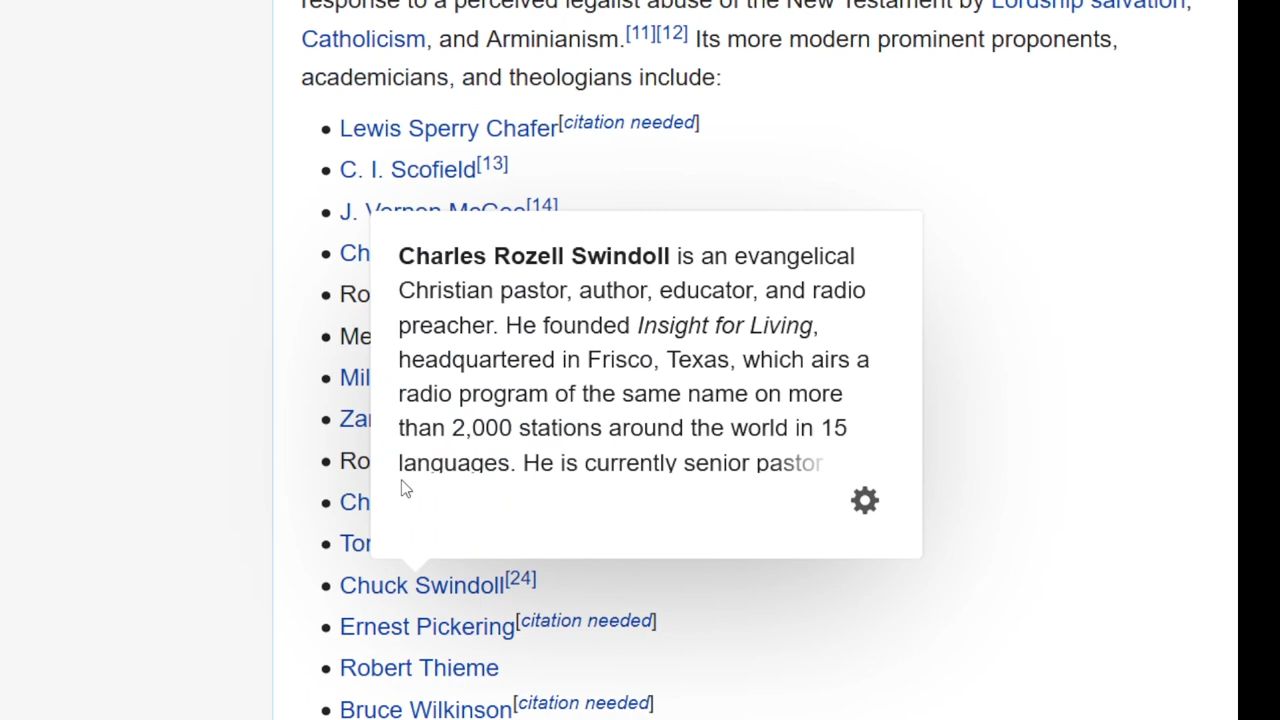 response to a perceived legalist abuse of the New Testament by Lordship salvation,
Catholicism, and Arminianism.[11][12] Its more modern prominent proponents,
academicians, and theologians include:
Lewis Sperry Chafer[citation needed]
C. I. Scofield[13]
J. Vernon McGee[14]
Ch
Ro
Me
Mil
Zan
Ro
Ch
Tor
Charles Rozell Swindoll is an evangelical
Christian pastor, author, educator, and radio
preacher. He founded Insight for Living,
headquartered in Frisco, Texas, which airs a
radio program of the same name on more
than 2,000 stations around the world in 15
languages. He is currently senior pastor
Chuck Swindoll[24]
Ernest Pickering[citation needed]
Robert Thieme
Bruce Wilkinson[citation needed]